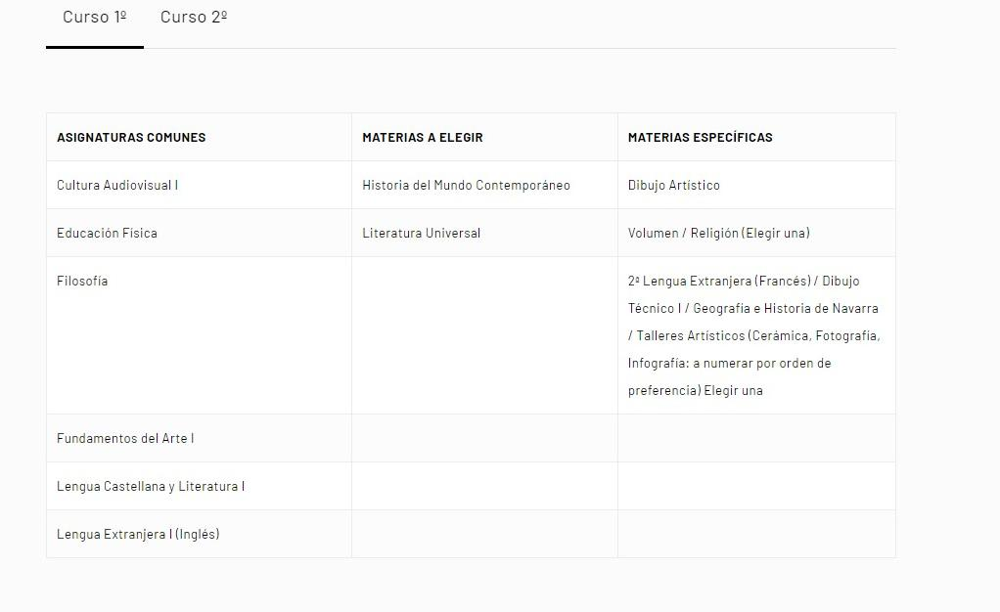 Curso 1º Curso 2º
ASIGNATURAS COMUNES MATERIAS A ELEGIR MATERIAS ESPECÍFICAS
Cultura Audiovisual I Historia del Mundo Contemporáneo Dibujo Artístico
Educación Física Literatura Universal Volumen / Religión (Elegir una)
Filosofía 2ª Lengua Extranjera (Francés) / Dibujo
Técnico I / Geografía e Historia de Navarra
/ Talleres Artísticos (Cerámica, Fotografía,
Infografía: a numerar por orden de
preferencia) Elegir una
Fundamentos del Arte I
Lengua Castellana y Literatura I
Lengua Extranjera I (Inglés)